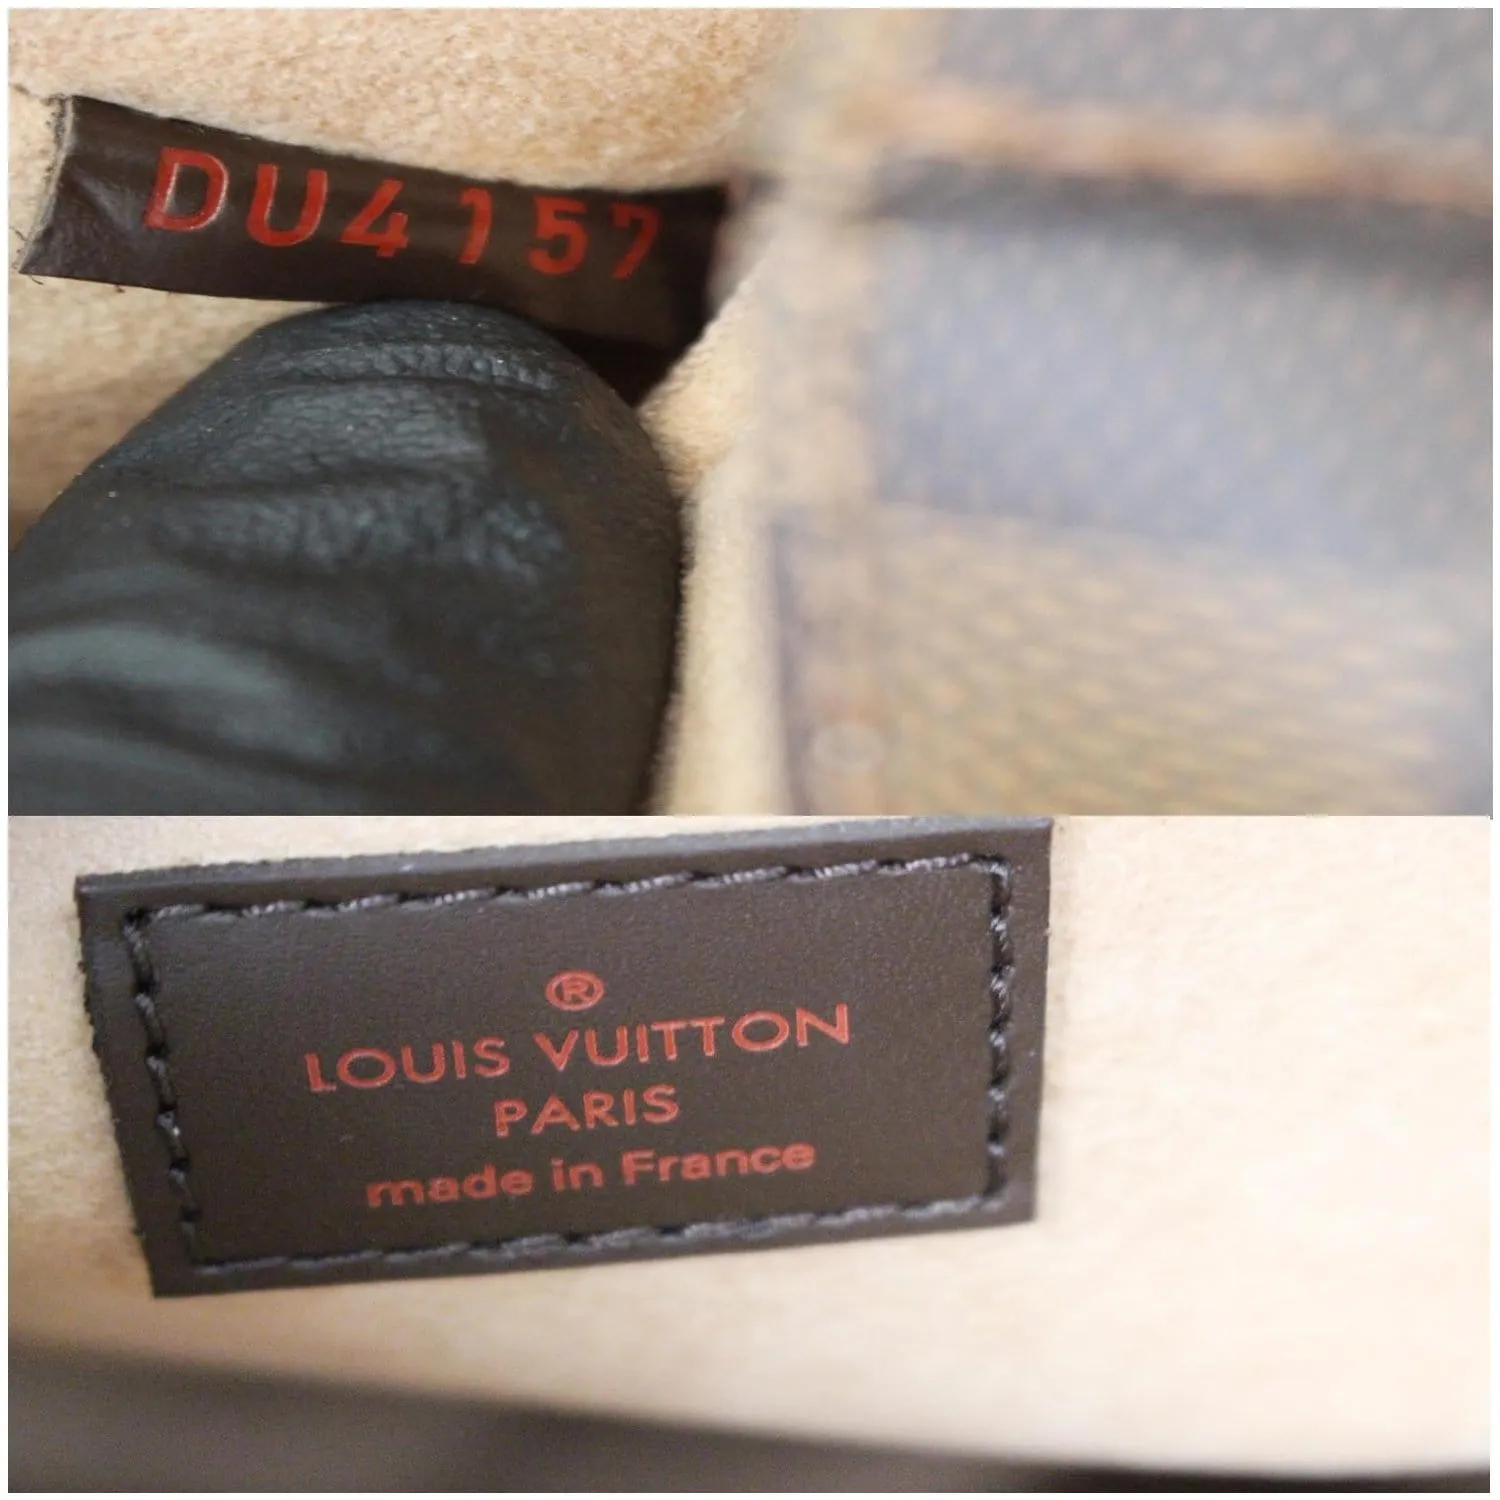 DU4157
®
LOUIS VUITTON
PARIS
made in France